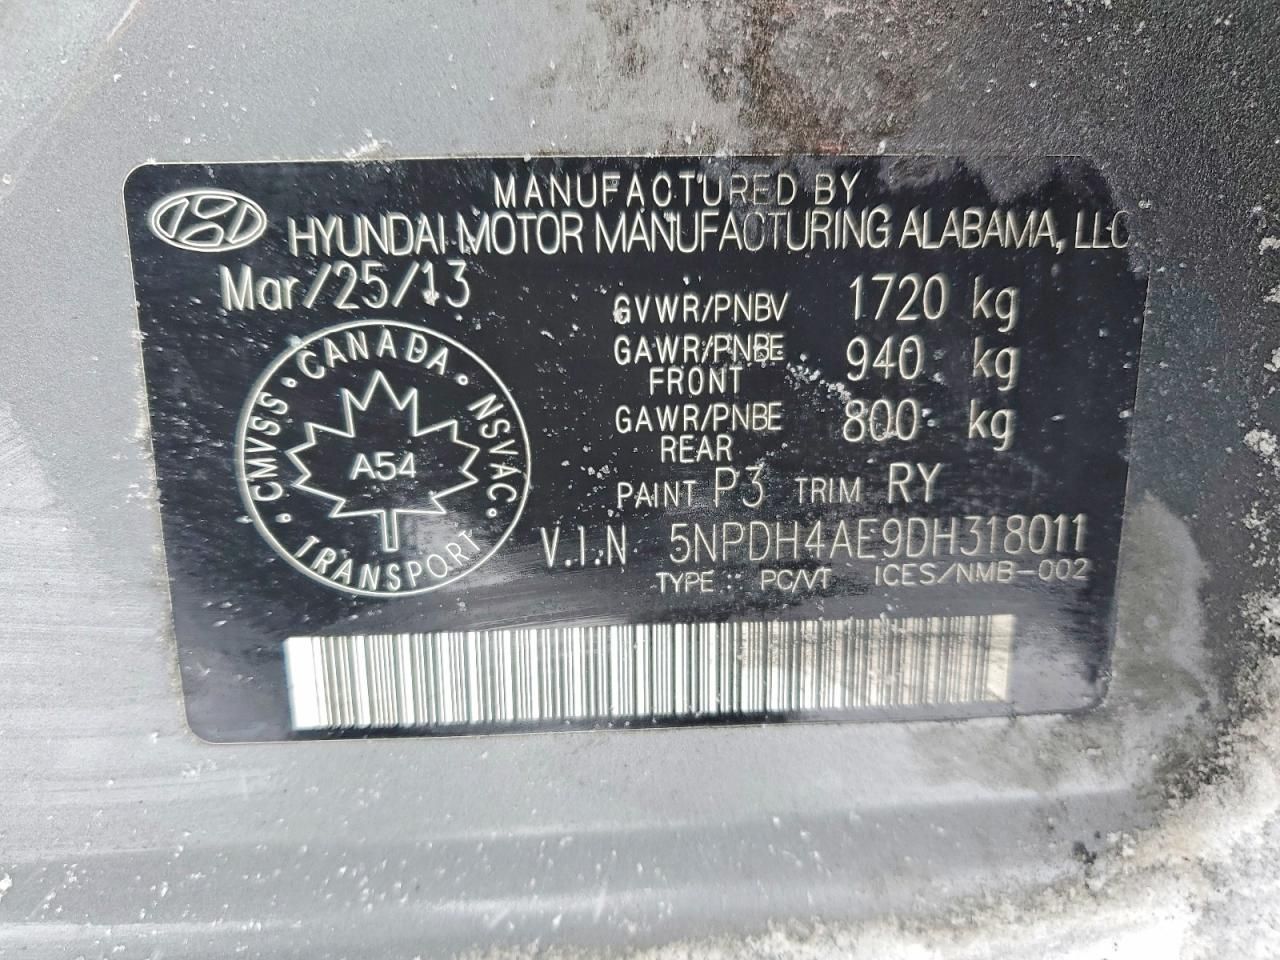 MANUFACTURED BY
HYUNDAI MOTOR MANUFACTURING ALABAMA, LLC
Mar/25/13
GVWR/PNBV 1720 kg
GAWR/PNBE 940 kg
FRONT
GAWR/PNBE 800 kg
REAR
PAINT P3 TRIM RY
V.I.N 5NPDH4AE9DH318011
TYPE : PC/VT ICES/NMB-002
CANADA · NSVAC · TRANSPORT · CMVSS ·
A54